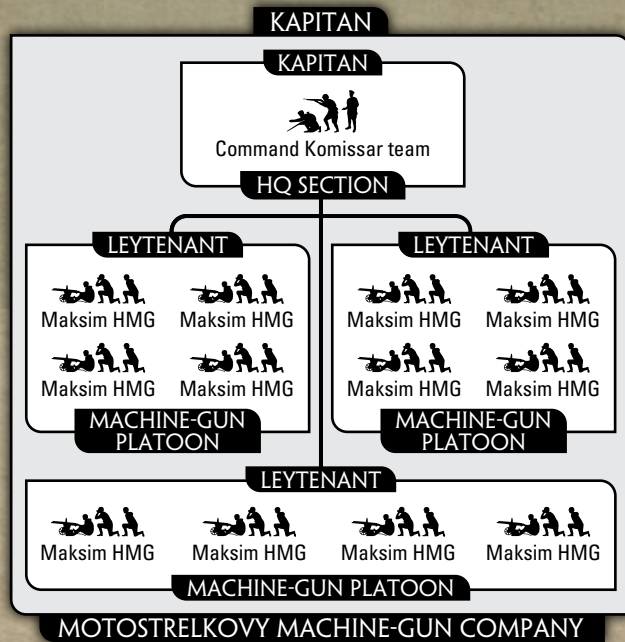 KAPITAN
KAPITAN
Command Komissar team
HQ SECTION
LEYTENANT
Maksim HMG Maksim HMG
Maksim HMG Maksim HMG
MACHINE-GUN
PLATOON
LEYTENANT
Maksim HMG Maksim HMG
Maksim HMG Maksim HMG
MACHINE-GUN
PLATOON
LEYTENANT
Maksim HMG Maksim HMG Maksim HMG Maksim HMG
MACHINE-GUN PLATOON
MOTOSTRELKOVY MACHINE-GUN COMPANY